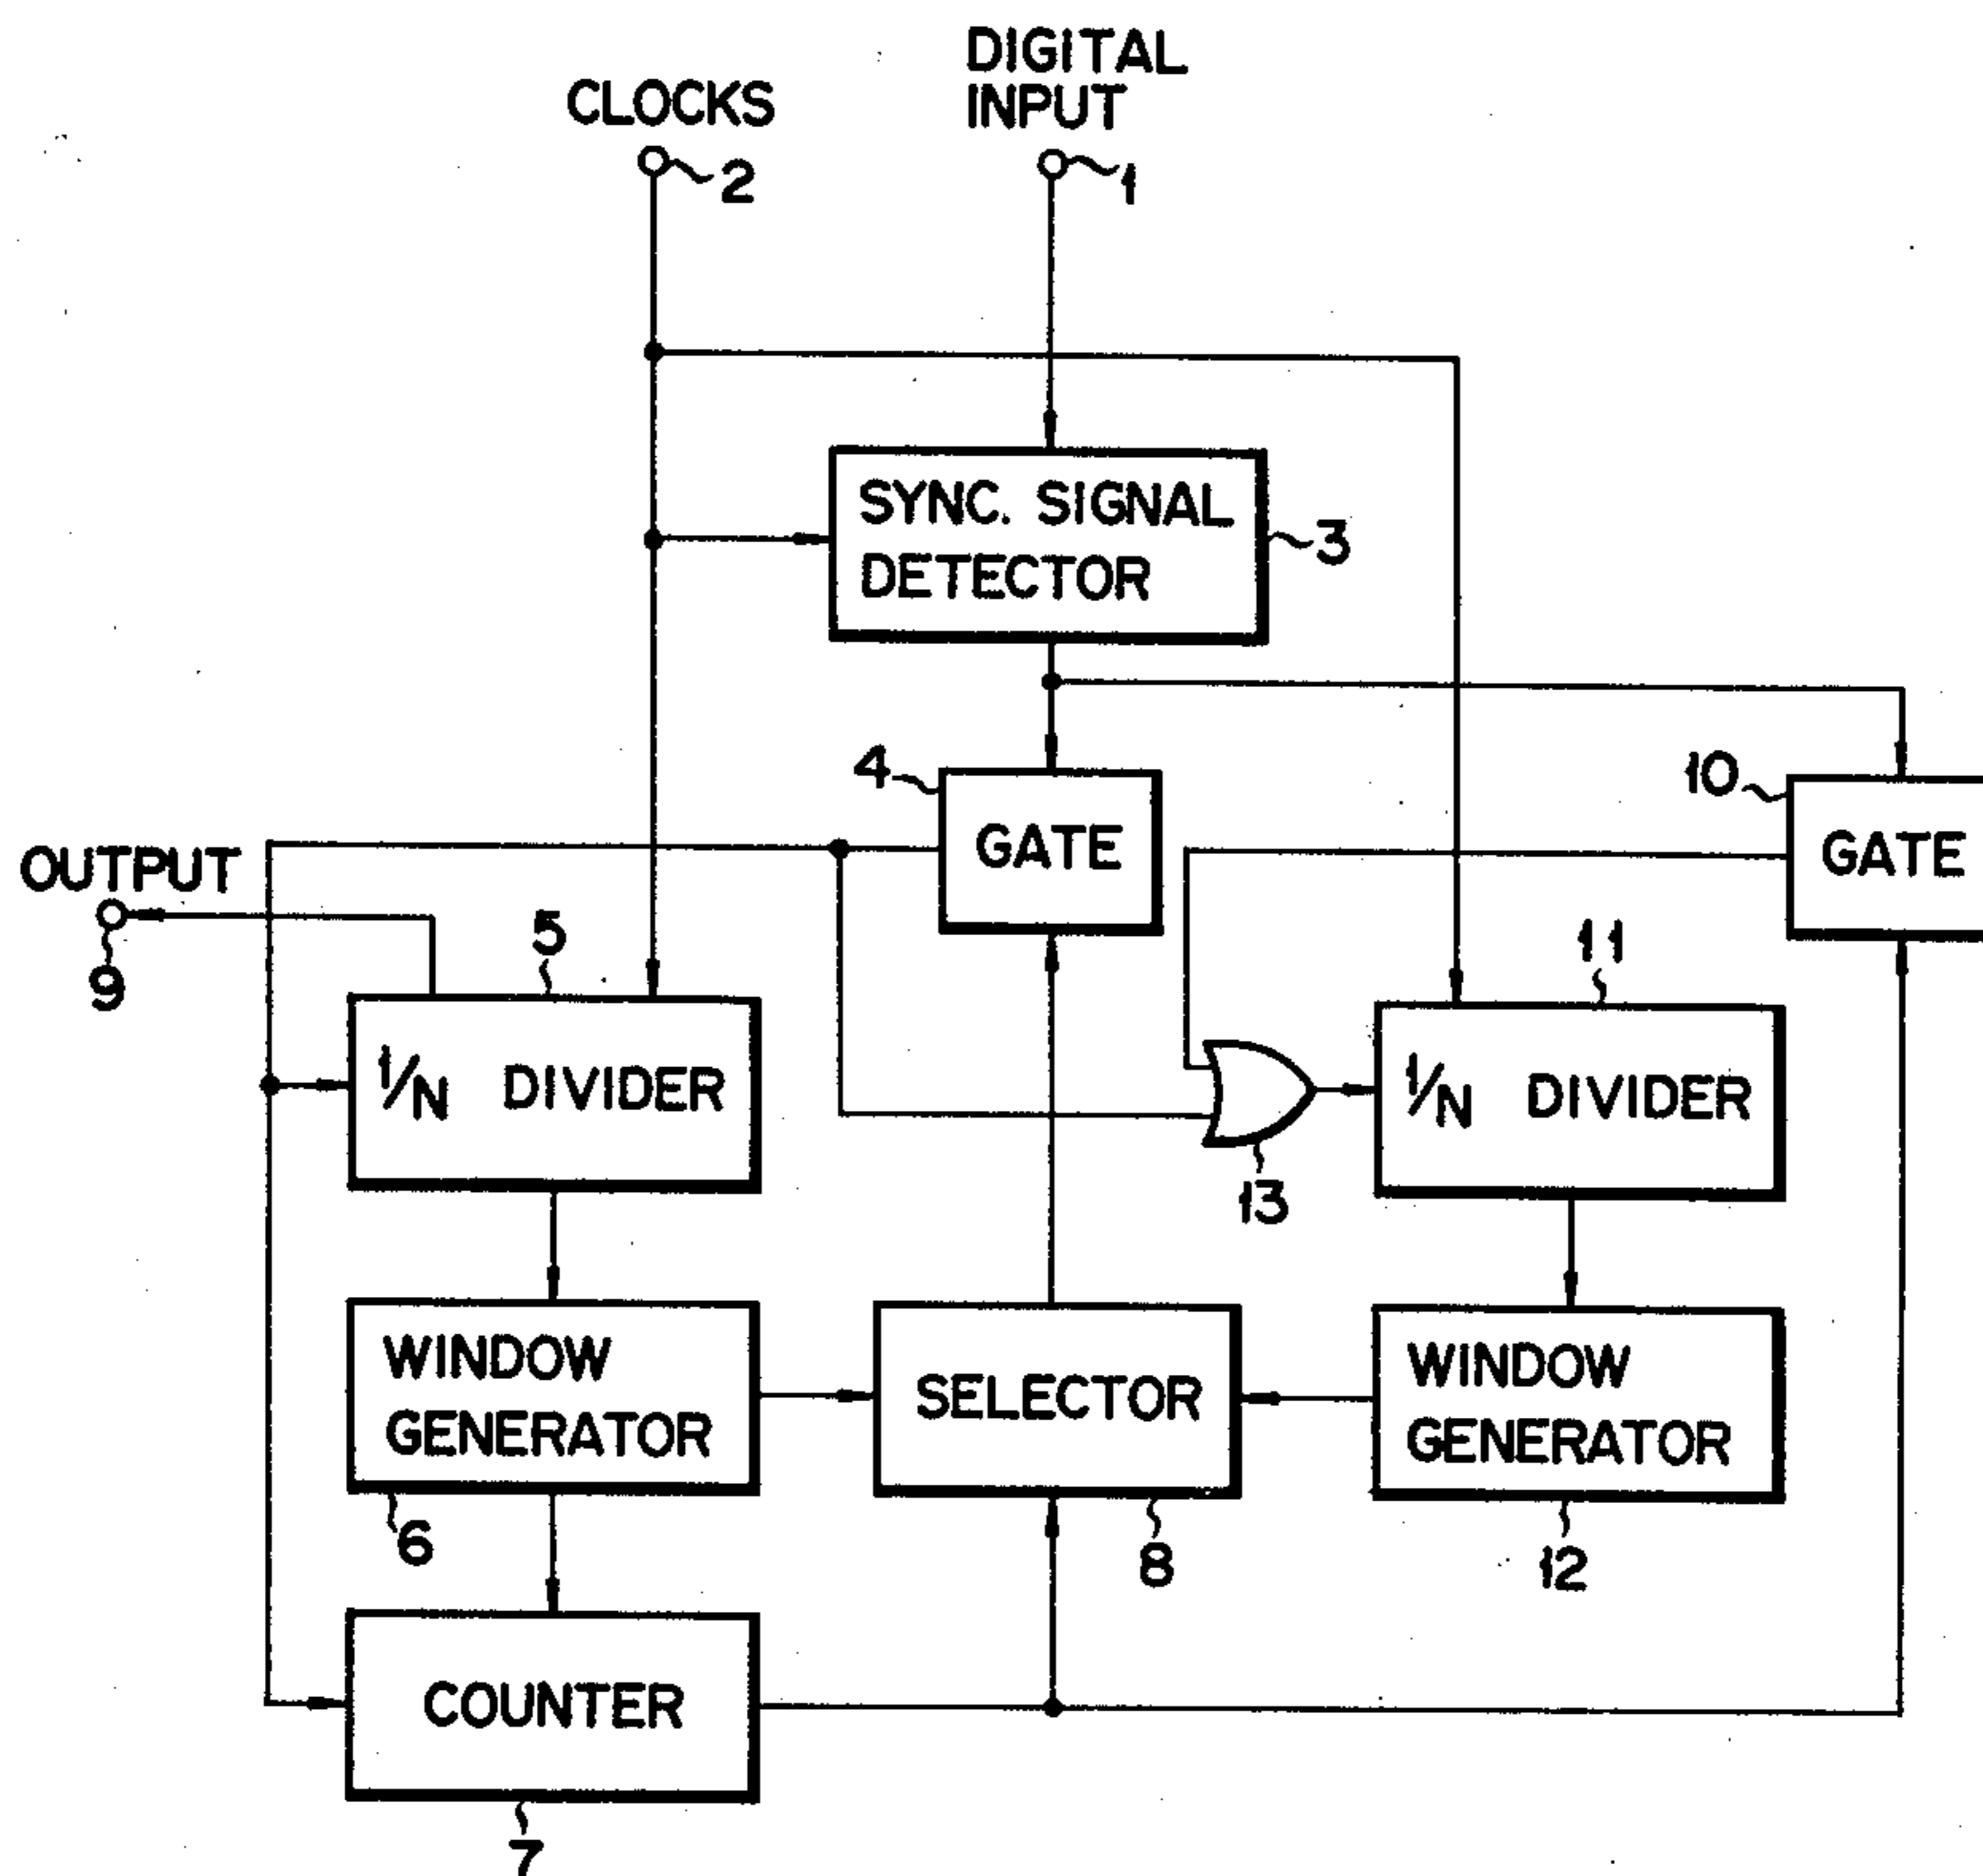 DIGITAL
INPUT
CLOCKS
2
1
SYNC. SIGNAL
DETECTOR
3
4
10
GATE
GATE
OUTPUT
9
5
11
1/N DIVIDER
1/N DIVIDER
13
WINDOW
GENERATOR
SELECTOR
WINDOW
GENERATOR
6
8
12
COUNTER
7